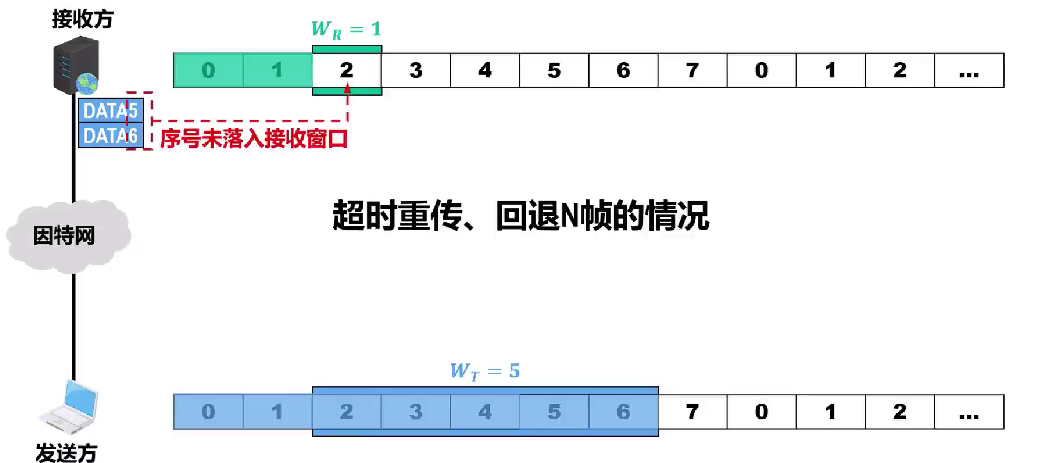 接收方
W_R = 1
0 1 2 3 4 5 6 7 0 1 2 ...
DATA5
DATA6
序号未落入接收窗口
超时重传、回退N帧的情况
因特网
W_T = 5
0 1 2 3 4 5 6 7 0 1 2 ...
发送方